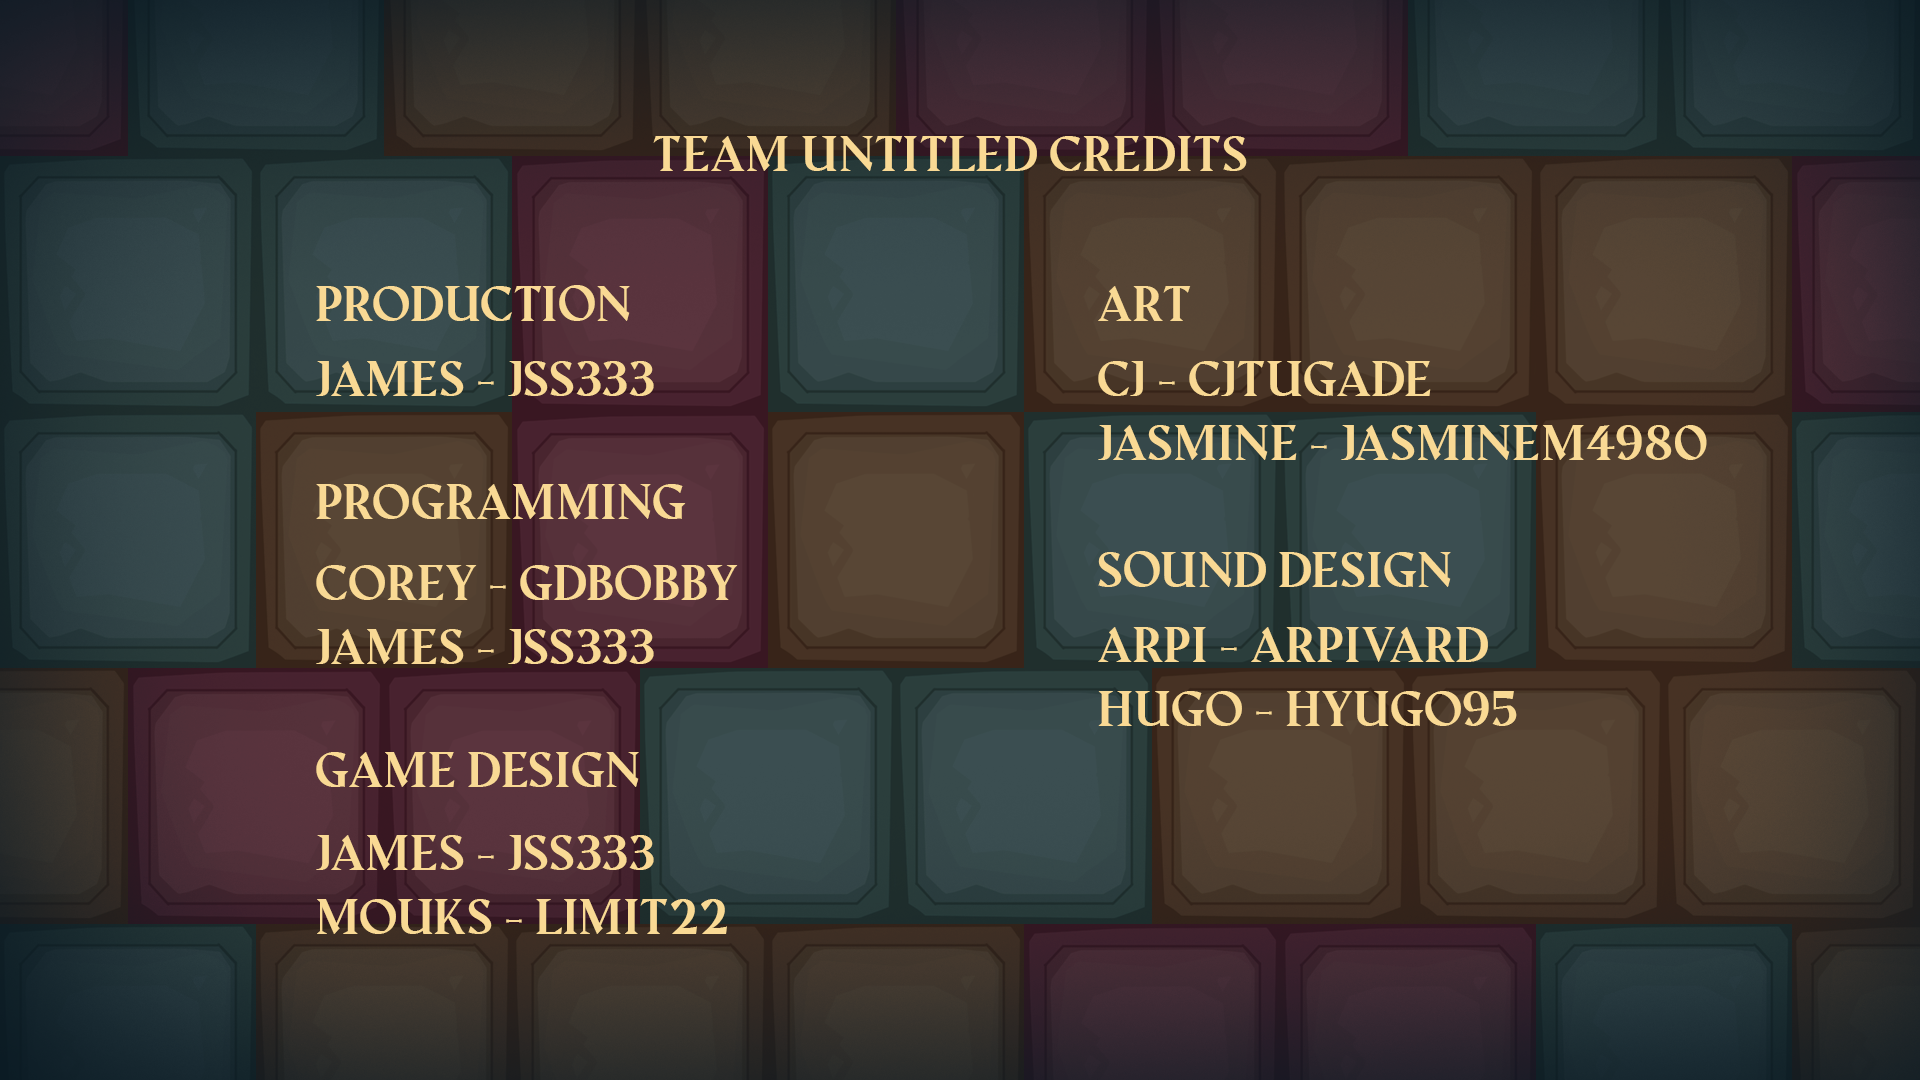 TEAM UNTITLED CREDITS
PRODUCTION
JAMES - JSS333
PROGRAMMING
COREY - GDBOBBY
JAMES - JSS333
GAME DESIGN
JAMES - JSS333
MOUKS - LIMIT22
ART
CJ - CJTUGADE
JASMINE - JASMINEM4980
SOUND DESIGN
ARPI - ARPIVARD
HUGO - HYUGO95